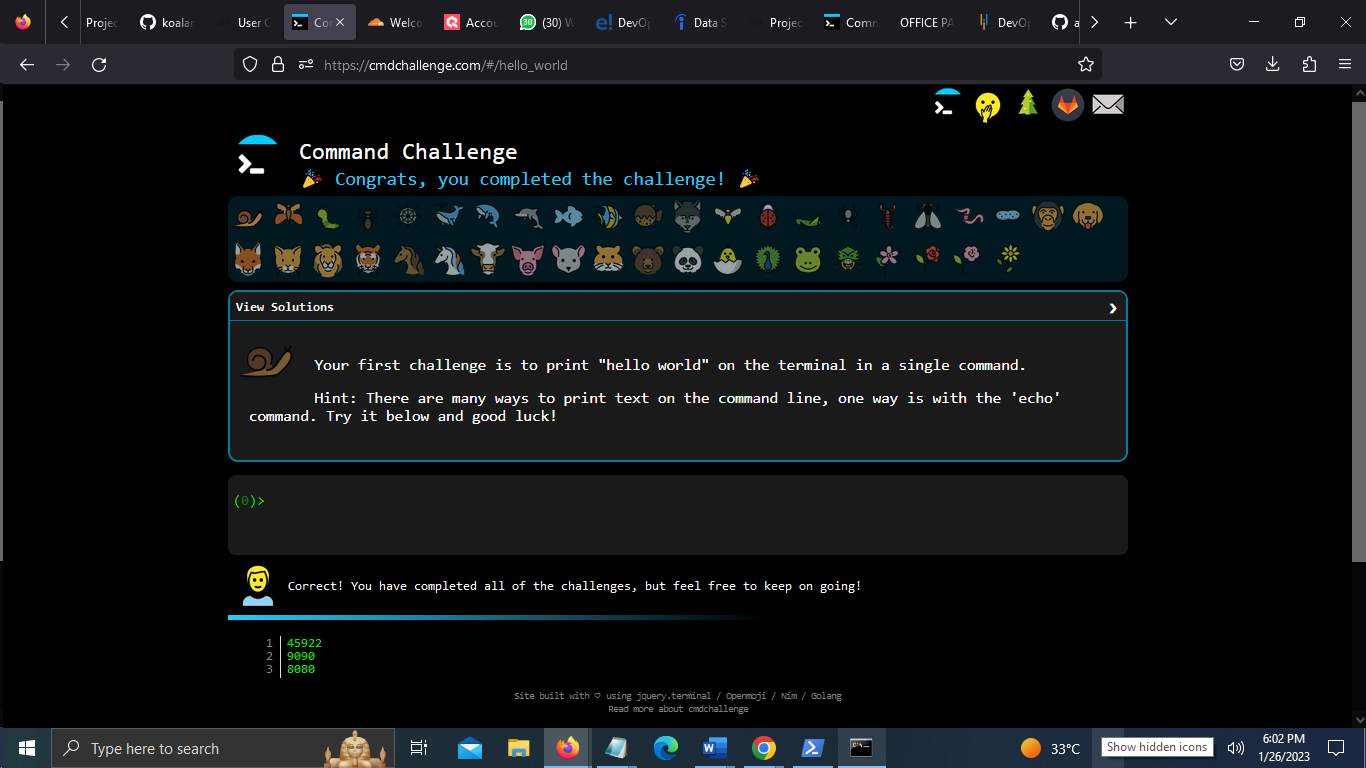 Projec
koalar
User C
Cor
Welco
Accou
(30) W
DevOp
Data S
Projec
Comm
OFFICE PA
DevO
a
https://cmdchallenge.com/#/hello_world
Command Challenge
Congrats, you completed the challenge!
View Solutions
Your first challenge is to print "hello world" on the terminal in a single command.
Hint: There are many ways to print text on the command line, one way is with the 'echo'
command. Try it below and good luck!
(0)>
Correct! You have completed all of the challenges, but feel free to keep on going!
1 45922
2 9090
3 8080
Site built with ♡ using jquery.terminal / Openmoji / Nim / Golang
Read more about cmdchallenge
Type here to search
33°C
Show hidden icons
6:02 PM
1/26/2023